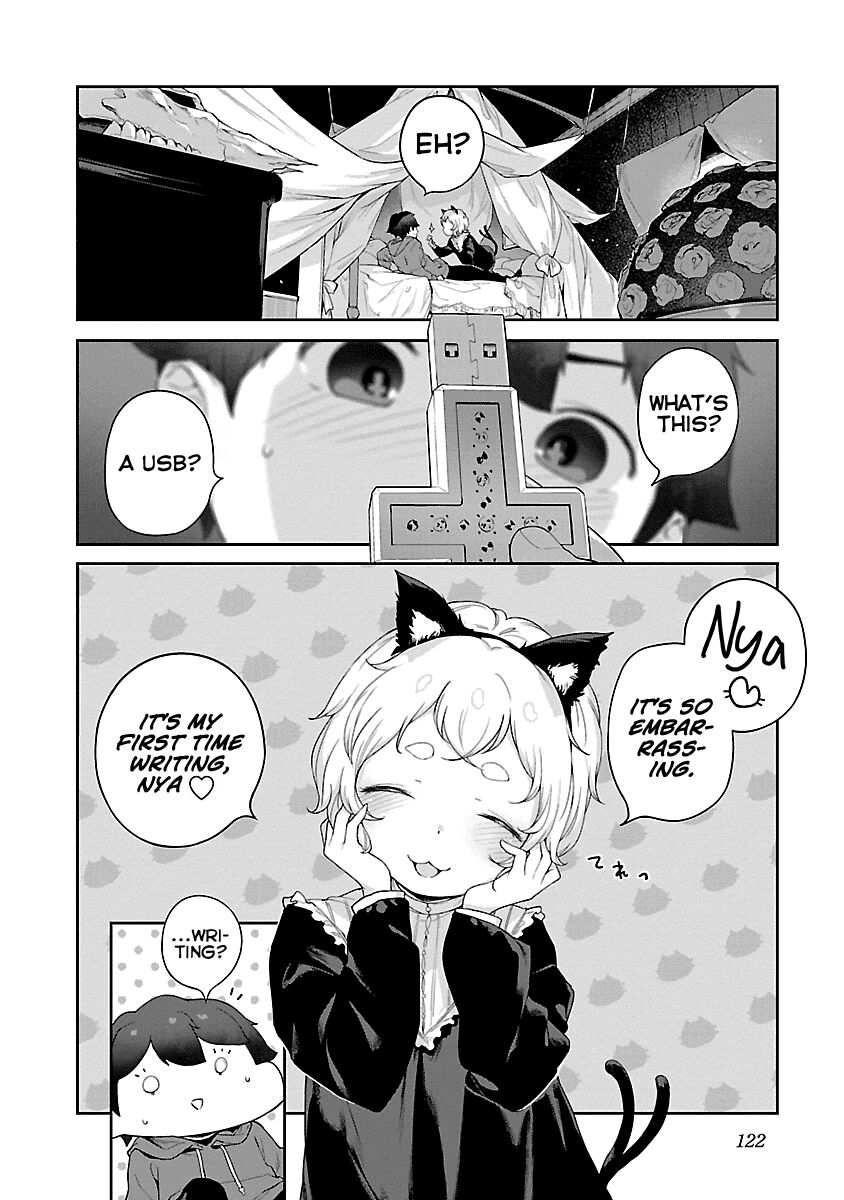 EH?
WHAT'S
THIS?
A USB?
Nya
IT'S SO
EMBAR-
RASS-
ING.
IT'S MY
FIRST TIME
WRITING,
NYA ♡
てれっ
...WRI-
TING?
122